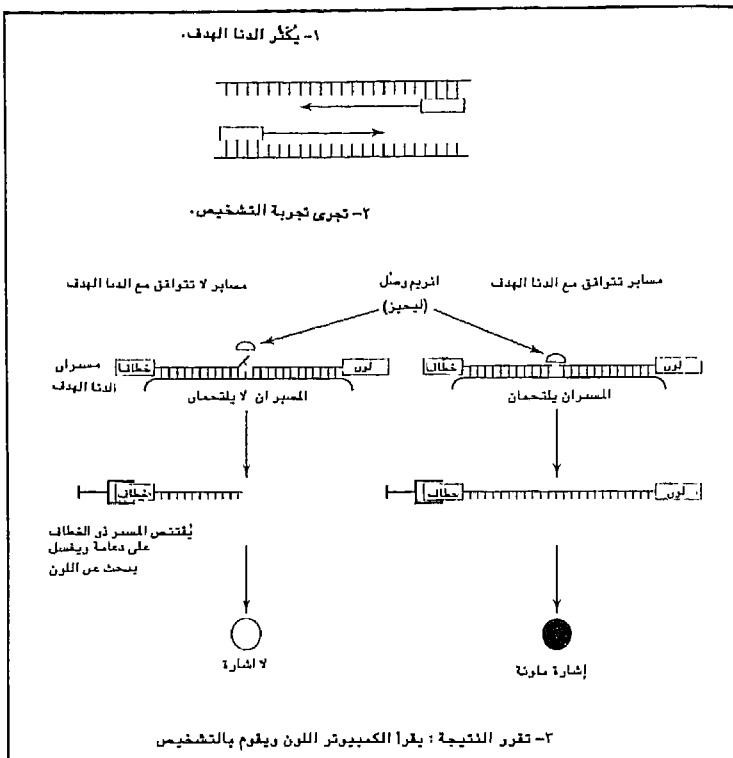 ١- يُكَثَّر الدنا الهدف.
٢- تجرى تجربة التشخيص.
مسابر تتوافق مع الدنا الهدف
انزيم وصل
(ليجيز)
مسابر لا تتوافق مع الدنا الهدف
لون
خطاف
لون
خطاف
مسبران
الدنا الهدف
المسبران يلتحمان
المسبران لا يلتحمان
لون
خطاف
خطاف
يُقتنص المسبر ذو الخطاف
على دعامة ويغسل
يبحث عن اللون
إشارة ملونة
لا اشارة
٣- تقرر النتيجة : يقرأ الكمبيوتر اللون ويقوم بالتشخيص